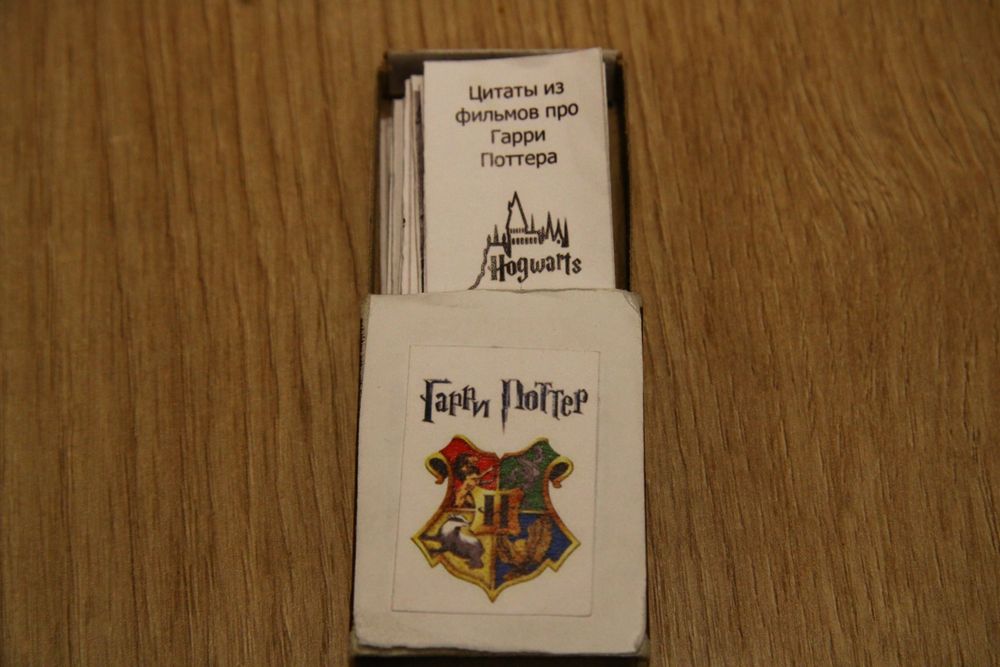 Цитаты из
фильмов про
Гарри
Поттера
Hogwarts
Гарри Поттер
H